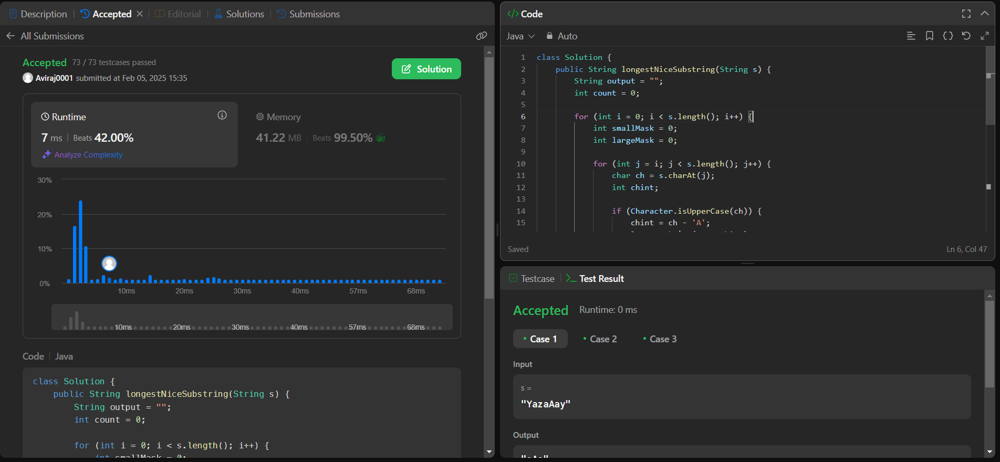 Description
Accepted
Editorial
Solutions
Submissions
All Submissions
Accepted 73 / 73 testcases passed
Aviraj0001 submitted at Feb 05, 2025 15:35
Solution
Runtime
7 ms Beats 42.00%
Analyze Complexity
Memory
41.22 MB Beats 99.50%
30%
20%
10%
0%
10ms 20ms 30ms 40ms 57ms 68ms
10ms 20ms 30ms 40ms 57ms 68ms
Code Java
class Solution {
public String longestNiceSubstring(String s) {
String output = "";
int count = 0;
for (int i = 0; i < s.length(); i++) {
int smallMask = 0;
</> Code
Java Auto
1 class Solution {
2 public String longestNiceSubstring(String s) {
3 String output = "";
4 int count = 0;
5
6 for (int i = 0; i < s.length(); i++) {
7 int smallMask = 0;
8 int largeMask = 0;
9
10 for (int j = i; j < s.length(); j++) {
11 char ch = s.charAt(j);
12 int chint;
13
14 if (Character.isUpperCase(ch)) {
15 chint = ch - 'A';
Saved
Ln 6, Col 47
Testcase
Test Result
Accepted Runtime: 0 ms
Case 1
Case 2
Case 3
Input
s =
"YazaAay"
Output
"aAa"